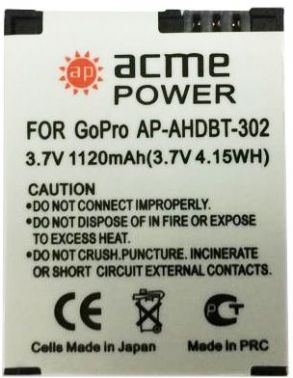 ap acme
POWER
FOR GoPro AP-AHDBT-302
3.7V 1120mAh(3.7V 4.15WH)
CAUTION
•DO NOT CONNECT IMPROPERLY.
•DO NOT DISPOSE OF IN FIRE OR EXPOSE
TO EXCESS HEAT.
•DO NOT CRUSH.PUNCTURE. INCINERATE
OR SHORT CIRCUIT EXTERNAL CONTACTS.
CE
Cells Made in Japan Made in PRC